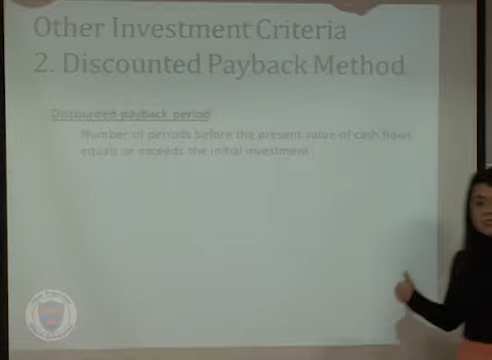 Other Investment Criteria
2. Discounted Payback Method
Discounted payback period
Number of periods before the present value of cash flows
equal or exceeds the initial investment.